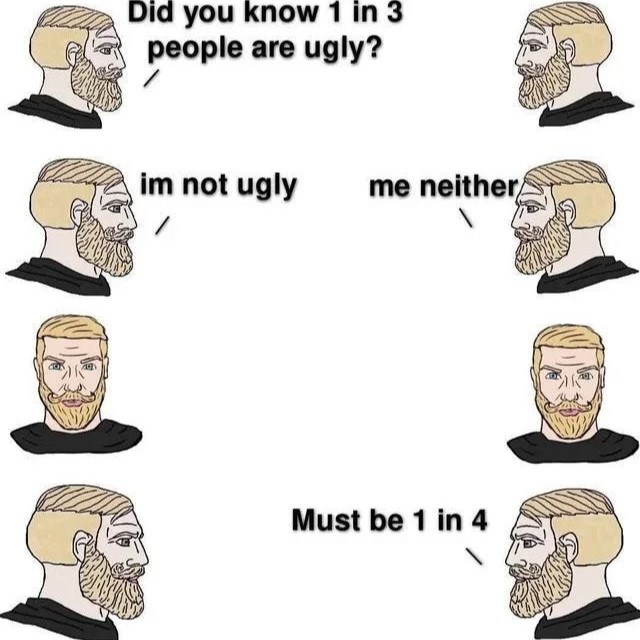 Did you know 1 in 3
people are ugly?
im not ugly
me neither
Must be 1 in 4